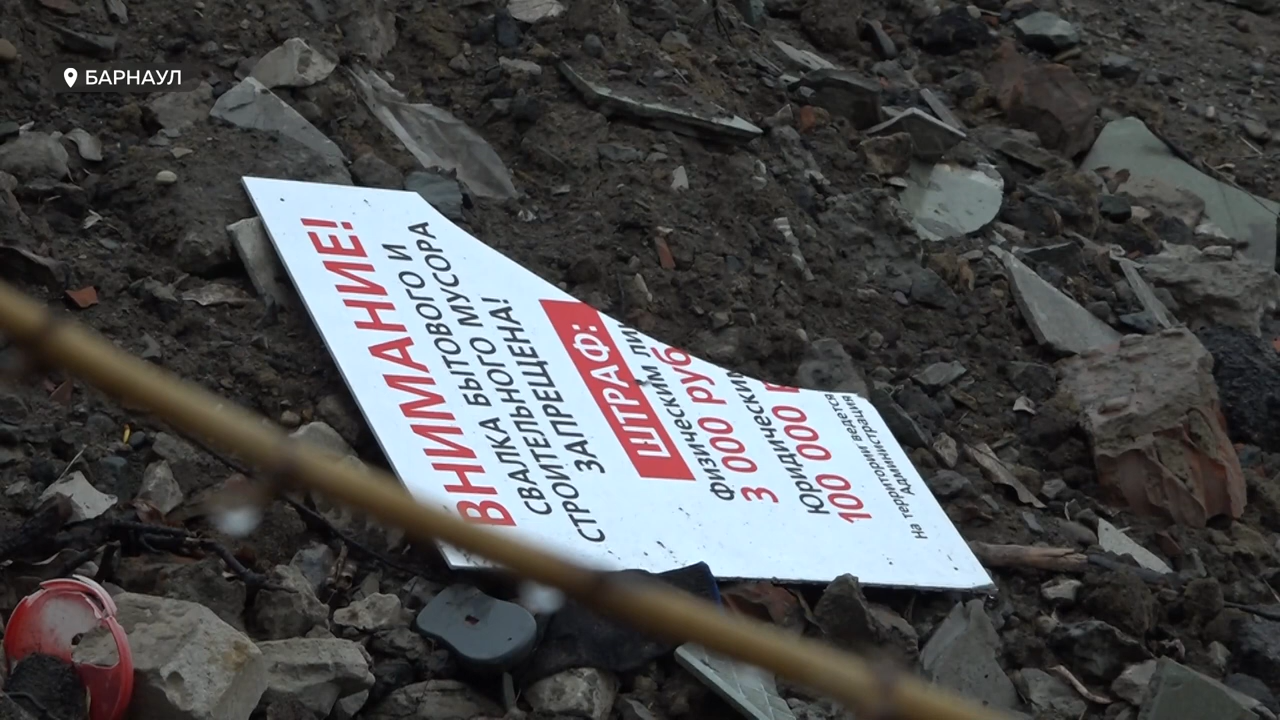 БАРНАУЛ
ВНИМАНИЕ!
СВАЛКА БЫТОВОГО И
СТРОИТЕЛЬНОГО МУСОРА
ЗАПРЕЩЕНА!
ШТРАФ:
физическим ли
3 000 руб
юридическим
100 000
На территории ведется
Администрация